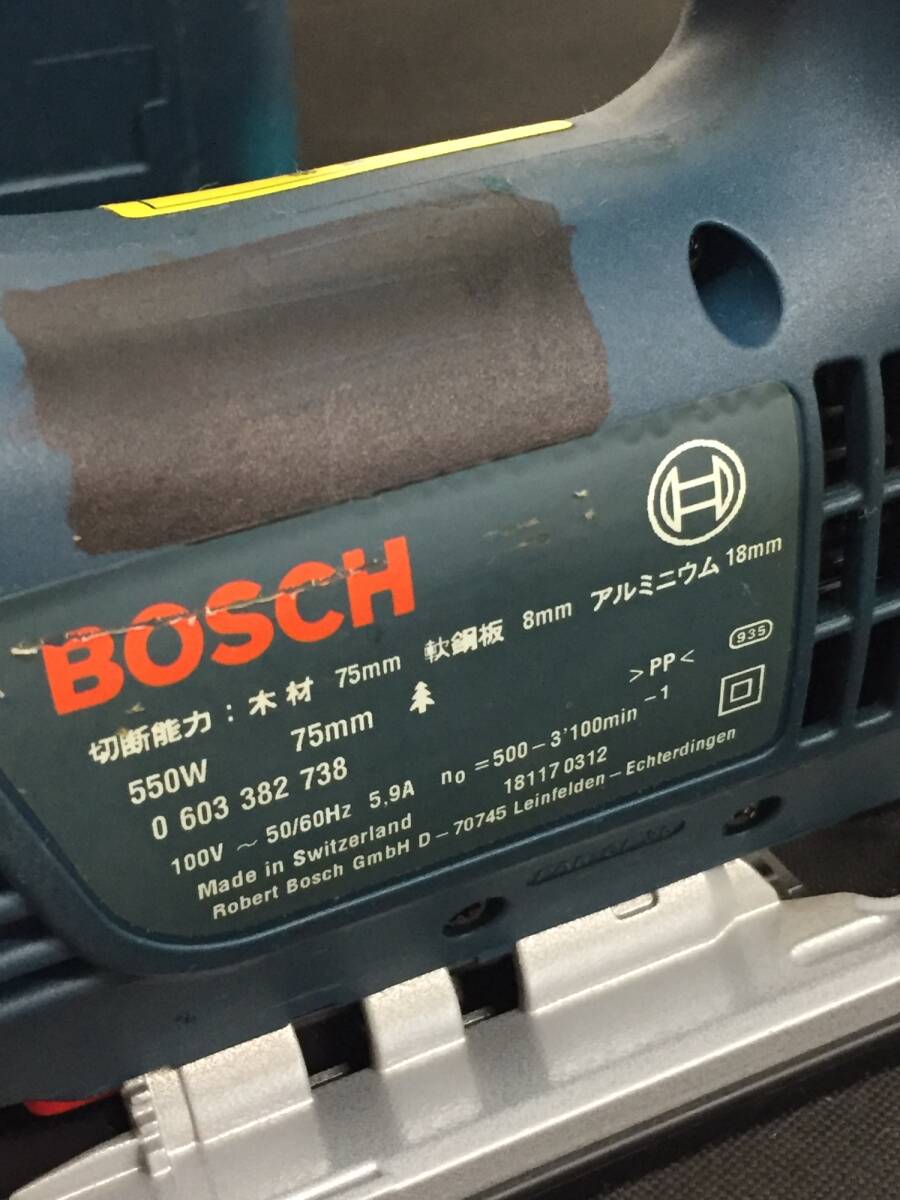 BOSCH
切断能力：木材 75mm 軟鋼板 8mm アルミニウム 18mm
550W 75mm >PP< 935
0 603 382 738 n₀ =500–3'100min⁻¹
100V ~ 50/60Hz 5,9A 181170312
Made in Switzerland
Robert Bosch GmbH D–70745 Leinfelden–Echterdingen